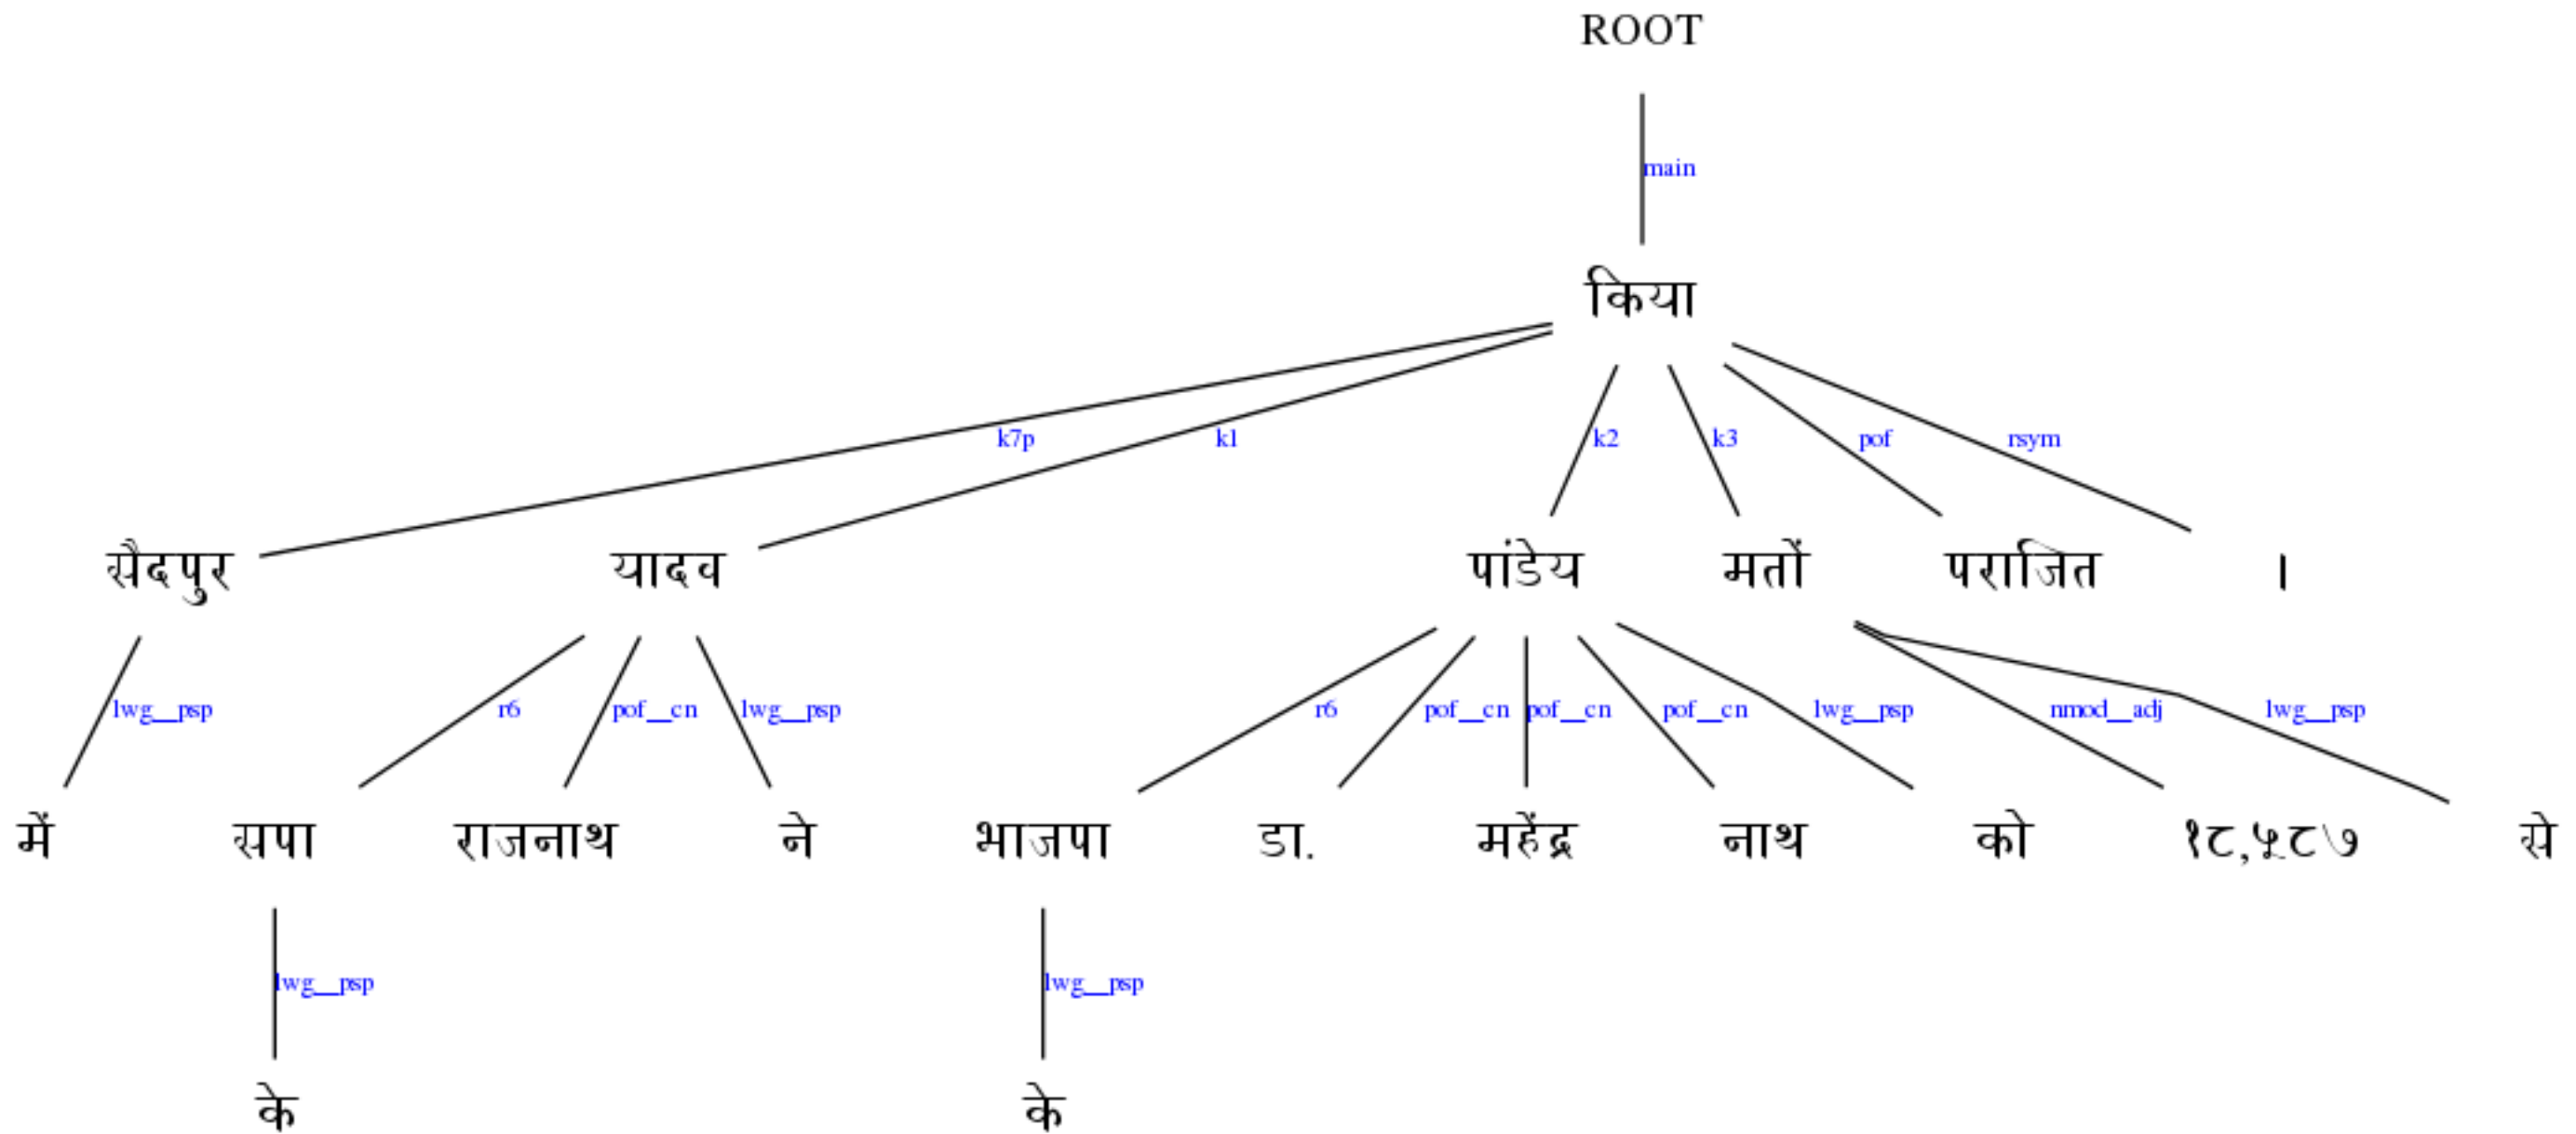 ROOT
main
किया
k7p k1 k2 k3 pof rsym
सैदपुर यादव पांडेय मतों पराजित ।
lwg__psp r6 pof__cn lwg__psp r6 pof__cn pof__cn pof__cn lwg__psp nmod__adj lwg__psp
में सपा राजनाथ ने भाजपा डा. महेंद्र नाथ को १८,५८७ से
lwg__psp lwg__psp
के के